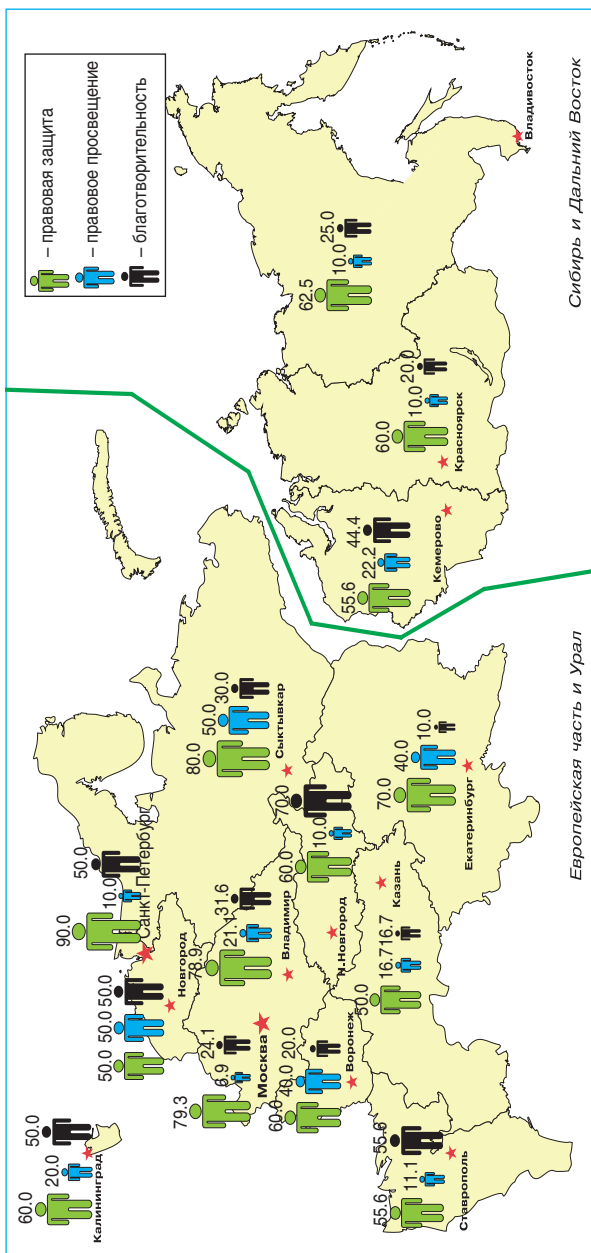 – правовая защита
– правовое просвещение
– благотворительность
60.0
20.0
50.0
Калининград
90.0
10.0
50.0
Санкт-Петербург
50.0
50.0
50.0
Новгород
79.3
6.9
24.1
Москва
78.9
21.1
31.6
Владимир
80.0
50.0
30.0
Сыктывкар
60.0
40.0
20.0
Воронеж
60.0
10.0
70.0
Н.Новгород
50.0
16.7
16.7
Казань
70.0
40.0
10.0
Екатеринбург
55.6
11.1
55.6
Ставрополь
55.6
22.2
44.4
Кемерово
60.0
10.0
20.0
Красноярск
62.5
10.0
25.0
Владивосток
Европейская часть и Урал
Сибирь и Дальний Восток